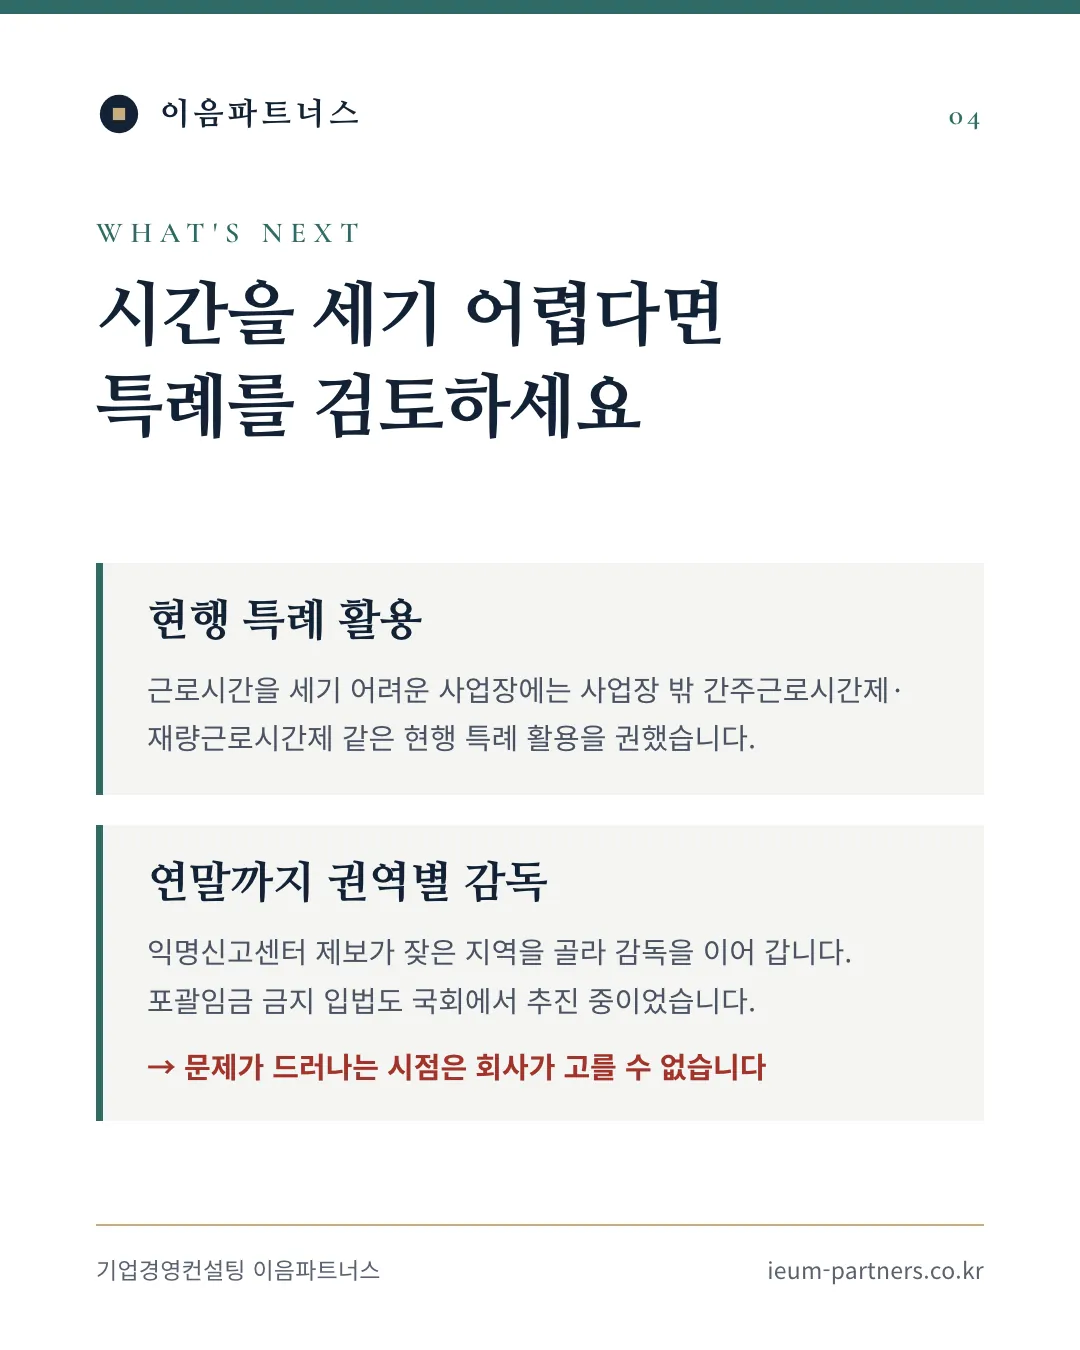 이음파트너스
04
WHAT'S NEXT
시간을 세기 어렵다면
특례를 검토하세요
현행 특례 활용
근로시간을 세기 어려운 사업장에는 사업장 밖 간주근로시간제·
재량근로시간제 같은 현행 특례 활용을 권했습니다.
연말까지 권역별 감독
익명신고센터 제보가 잦은 지역을 골라 감독을 이어 갑니다.
포괄임금 금지 입법도 국회에서 추진 중이었습니다.
→ 문제가 드러나는 시점은 회사가 고를 수 없습니다
기업경영컨설팅 이음파트너스
ieum-partners.co.kr